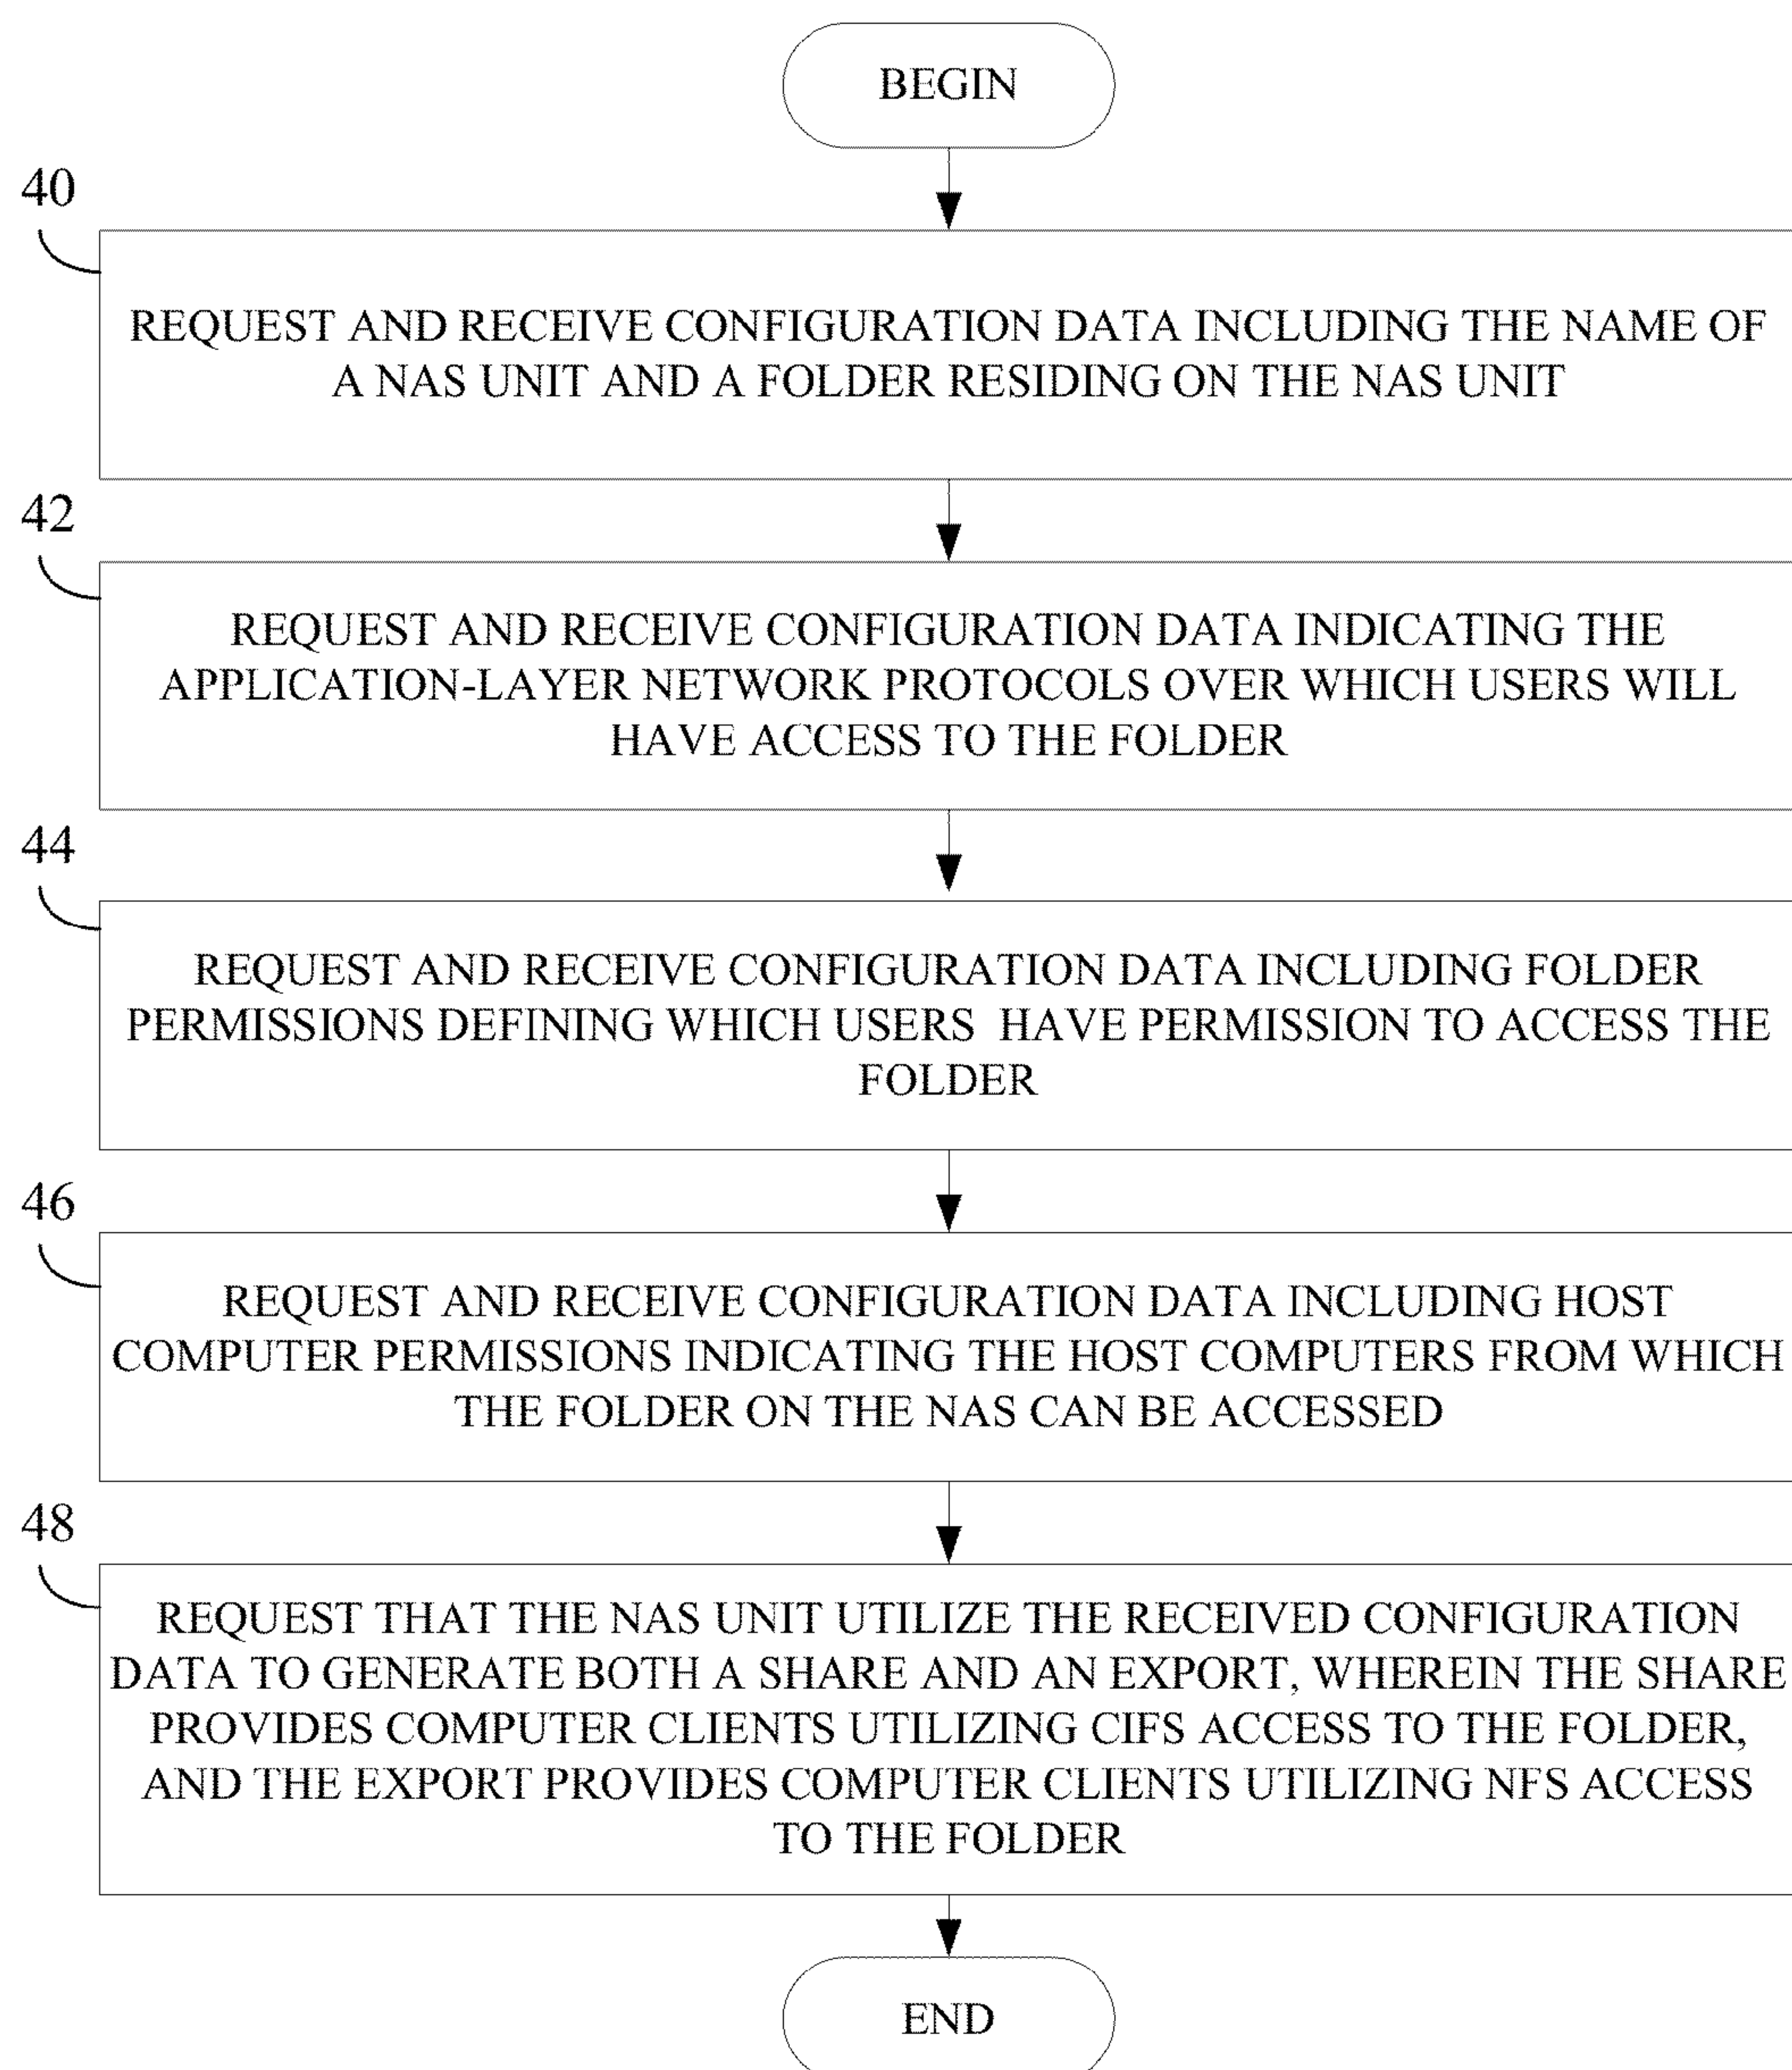 BEGIN
40
REQUEST AND RECEIVE CONFIGURATION DATA INCLUDING THE NAME OF
A NAS UNIT AND A FOLDER RESIDING ON THE NAS UNIT
42
REQUEST AND RECEIVE CONFIGURATION DATA INDICATING THE
APPLICATION-LAYER NETWORK PROTOCOLS OVER WHICH USERS WILL
HAVE ACCESS TO THE FOLDER
44
REQUEST AND RECEIVE CONFIGURATION DATA INCLUDING FOLDER
PERMISSIONS DEFINING WHICH USERS HAVE PERMISSION TO ACCESS THE
FOLDER
46
REQUEST AND RECEIVE CONFIGURATION DATA INCLUDING HOST
COMPUTER PERMISSIONS INDICATING THE HOST COMPUTERS FROM WHICH
THE FOLDER ON THE NAS CAN BE ACCESSED
48
REQUEST THAT THE NAS UNIT UTILIZE THE RECEIVED CONFIGURATION
DATA TO GENERATE BOTH A SHARE AND AN EXPORT, WHEREIN THE SHARE
PROVIDES COMPUTER CLIENTS UTILIZING CIFS ACCESS TO THE FOLDER,
AND THE EXPORT PROVIDES COMPUTER CLIENTS UTILIZING NFS ACCESS
TO THE FOLDER
END